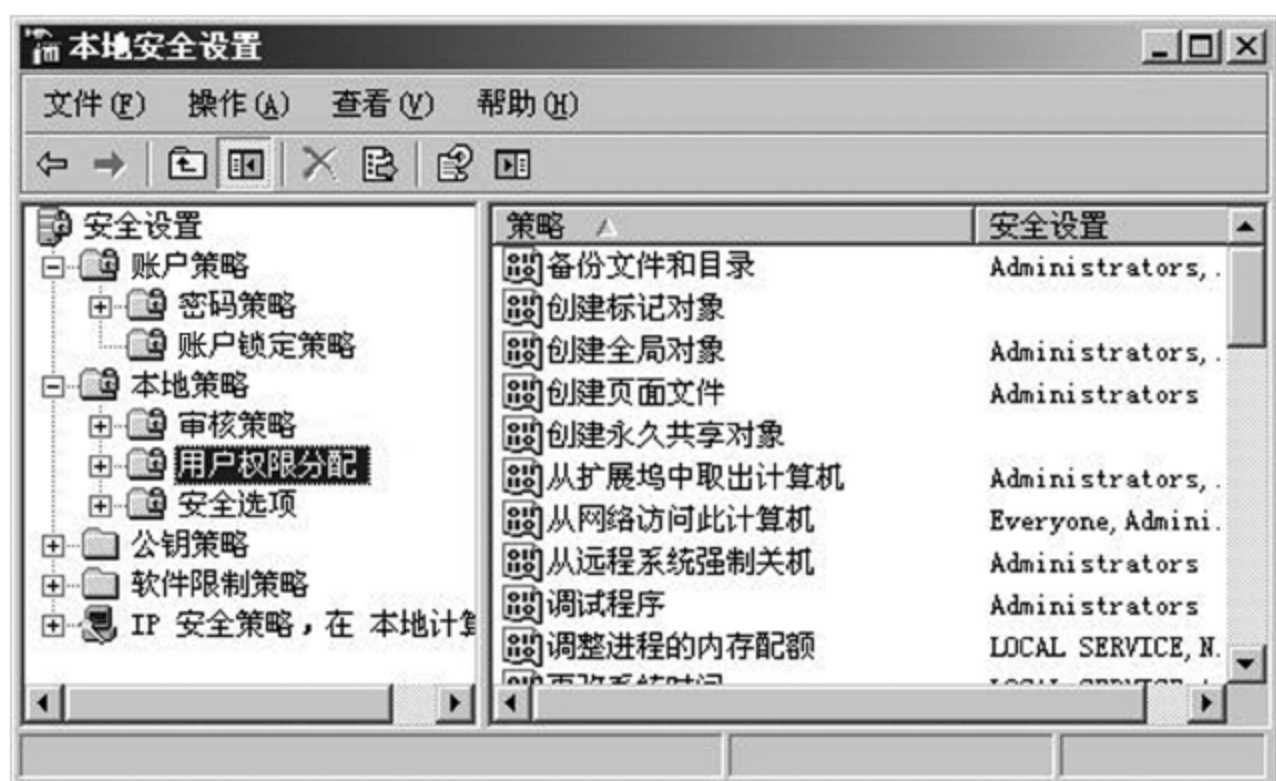 本地安全设置
文件(F) 操作(A) 查看(V) 帮助(H)
安全设置
账户策略
密码策略
账户锁定策略
本地策略
审核策略
用户权限分配
安全选项
公钥策略
软件限制策略
IP 安全策略，在 本地计
策略 安全设置
备份文件和目录 Administrators, .
创建标记对象
创建全局对象 Administrators, .
创建页面文件 Administrators
创建永久共享对象
从扩展坞中取出计算机 Administrators, .
从网络访问此计算机 Everyone, Admini.
从远程系统强制关机 Administrators
调试程序 Administrators
调整进程的内存配额 LOCAL SERVICE, N.